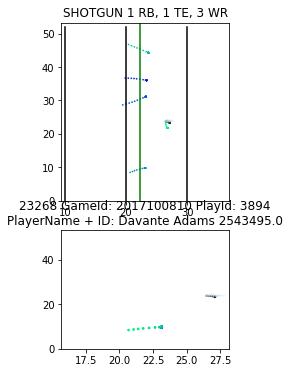 SHOTGUN 1 RB, 1 TE, 3 WR
50
40
30
20
10
0
10 20 30
23268 GameId: 2017100810 PlayId: 3894
PlayerName + ID: Davante Adams 2543495.0
40
20
0
17.5 20.0 22.5 25.0 27.5